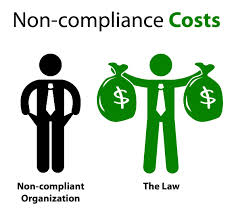 Non-compliance Costs
$ $
Non-compliant
Organization
The Law